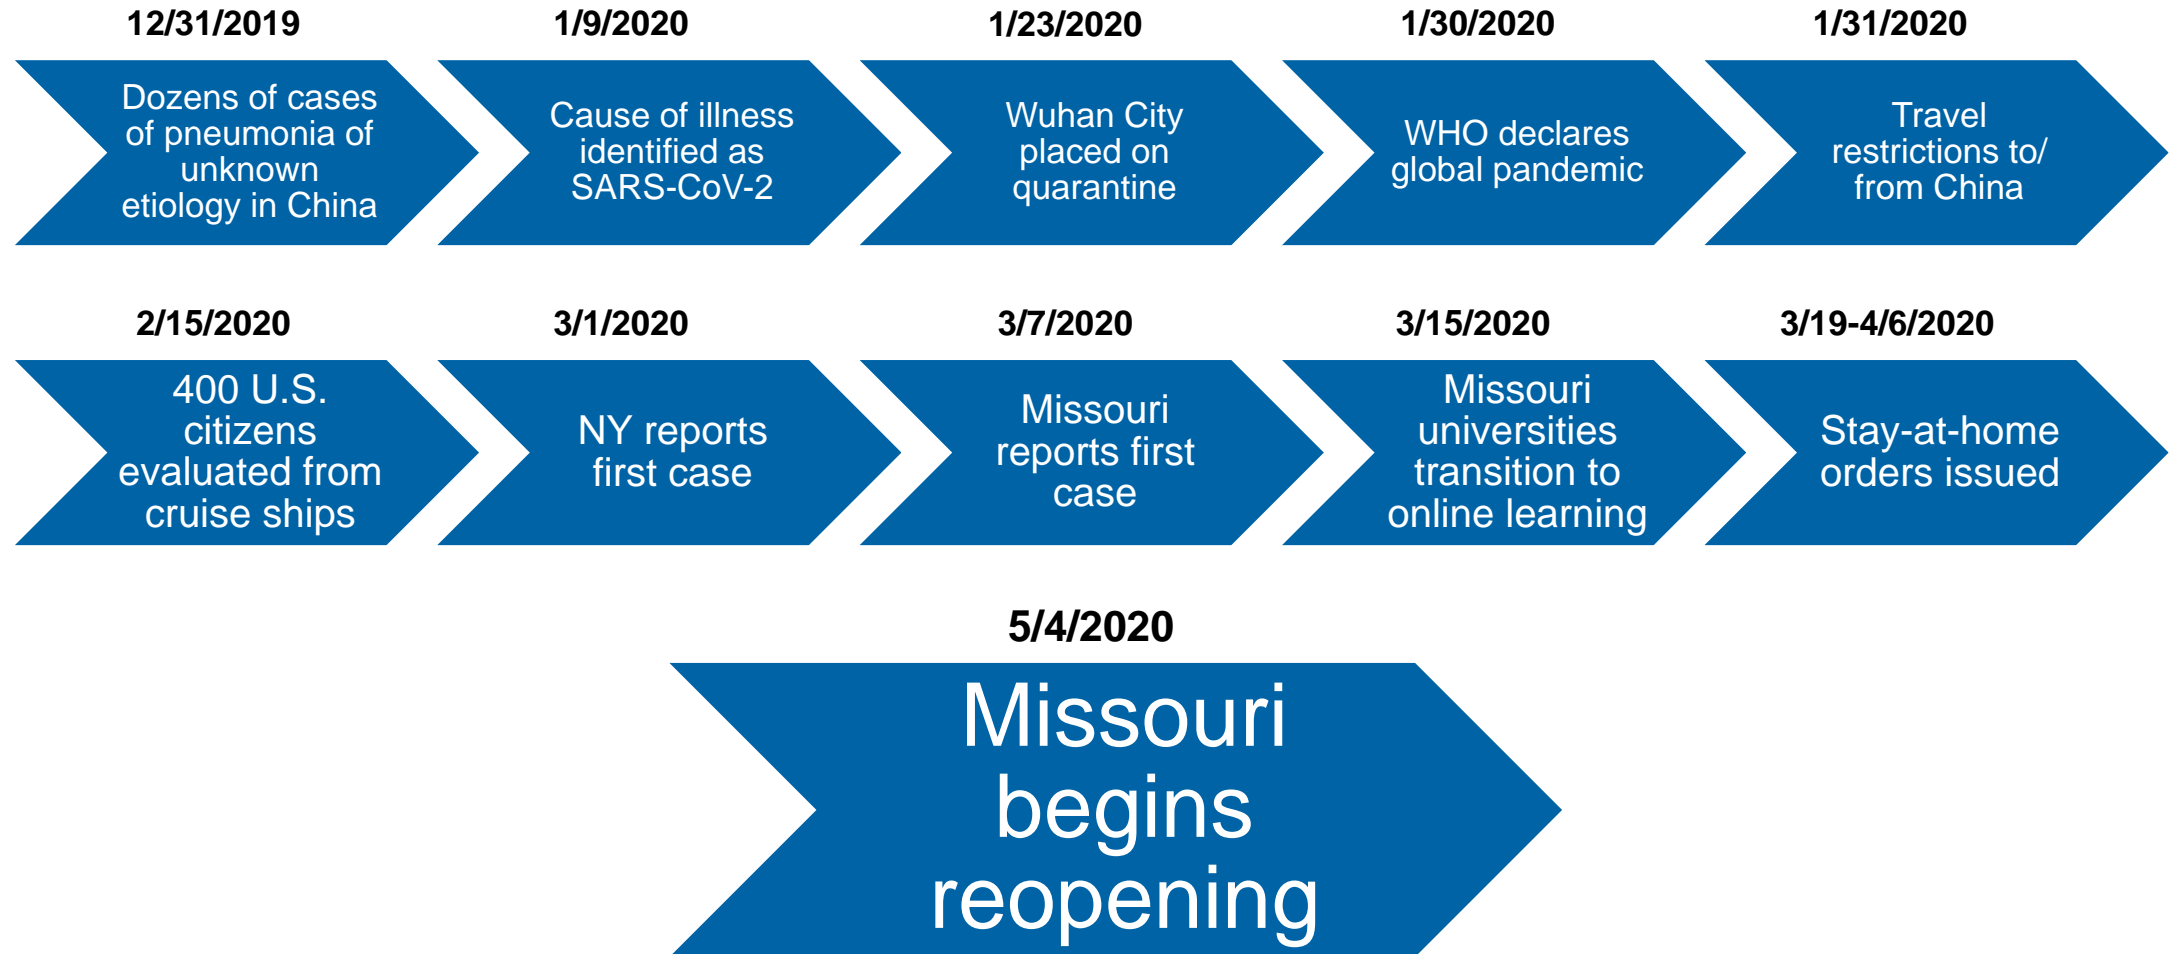 12/31/2019
1/9/2020
1/23/2020
1/30/2020
1/31/2020
Dozens of cases
of pneumonia of
unknown
etiology in China
Cause of illness
identified as
SARS-CoV-2
Wuhan City
placed on
quarantine
WHO declares
global pandemic
Travel
restrictions to/
from China
2/15/2020
3/1/2020
3/7/2020
3/15/2020
3/19-4/6/2020
400 U.S.
citizens
evaluated from
cruise ships
NY reports
first case
Missouri
reports first
case
Missouri
universities
transition to
online learning
Stay-at-home
orders issued
5/4/2020
Missouri
begins
reopening